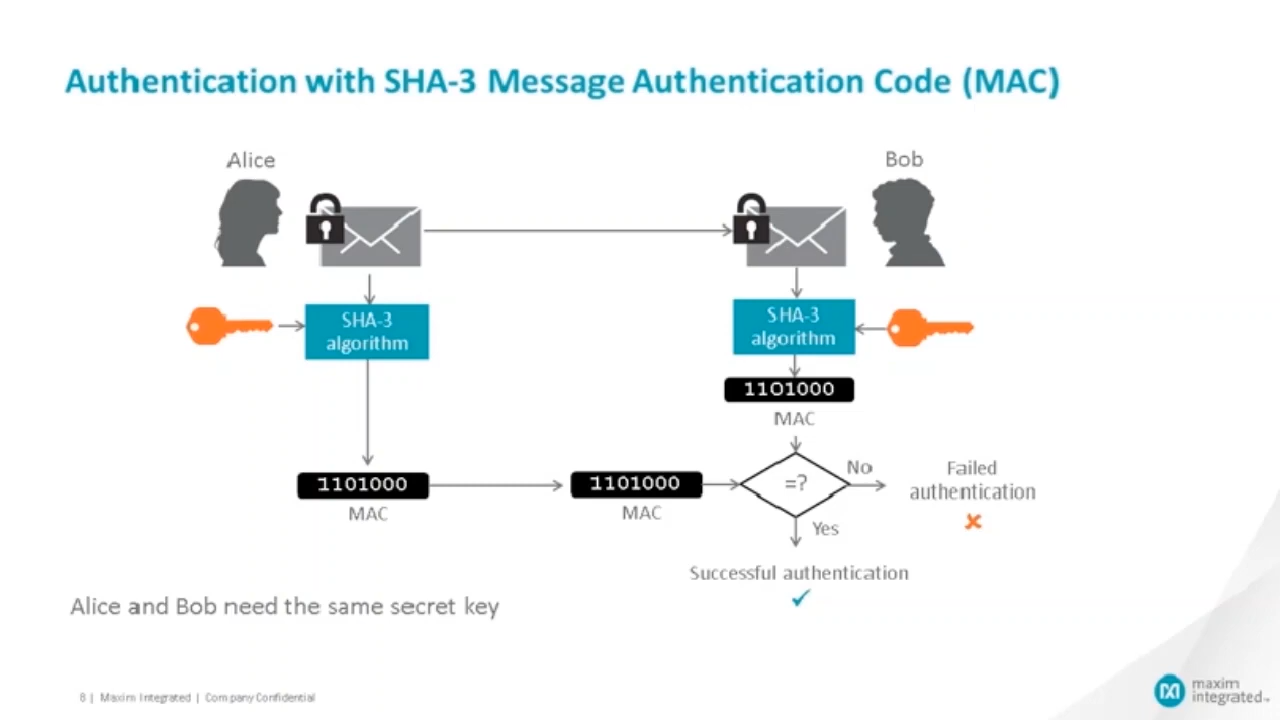 Authentication with SHA-3 Message Authentication Code (MAC)
Alice
Bob
SHA-3
algorithm
SHA-3
algorithm
1101000
MAC
1101000
MAC
1101000
MAC
=?
No
Yes
Failed
authentication
Successful authentication
Alice and Bob need the same secret key
8 | Maxim Integrated | Company Confidential
maxim
integrated™